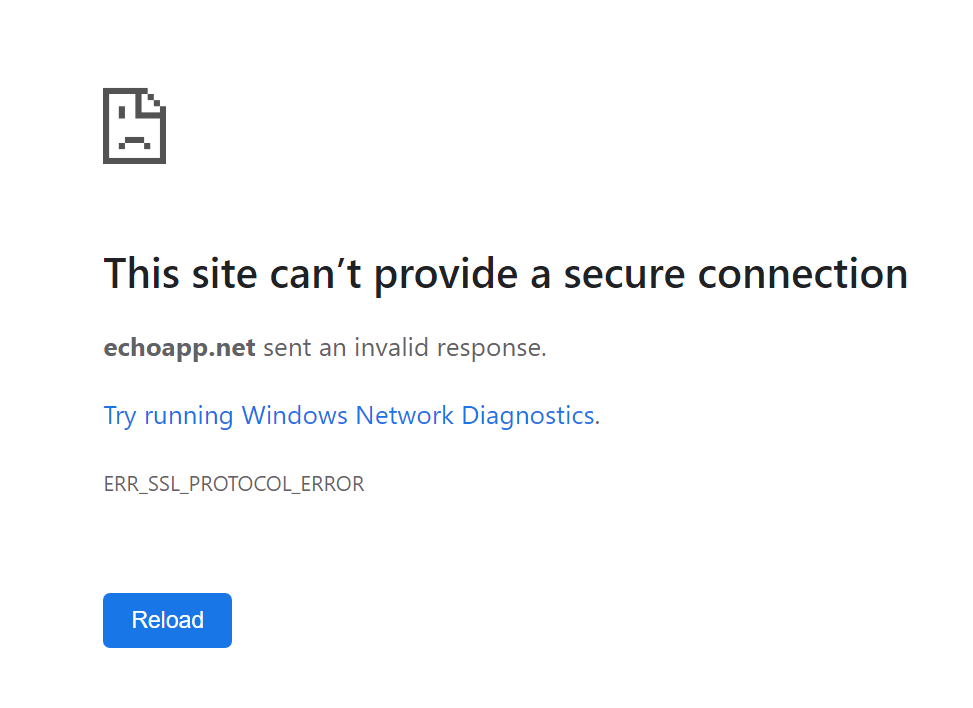 This site can’t provide a secure connection
echoapp.net sent an invalid response.
Try running Windows Network Diagnostics.
ERR_SSL_PROTOCOL_ERROR
Reload